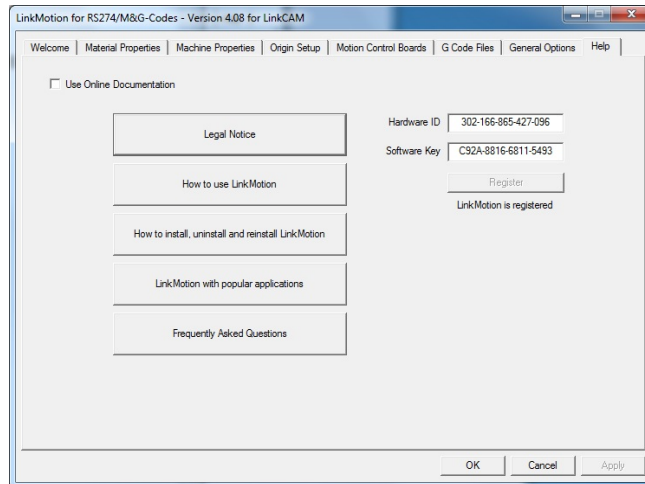 LinkMotion for RS274/M&G-Codes - Version 4.08 for LinkCAM
Welcome Material Properties Machine Properties Origin Setup Motion Control Boards G Code Files General Options Help
Use Online Documentation
Legal Notice
How to use LinkMotion
How to install, uninstall and reinstall LinkMotion
LinkMotion with popular applications
Frequently Asked Questions
Hardware ID 302-166-865-427-096
Software Key C92A-8816-6811-5493
Register
LinkMotion is registered
OK Cancel Apply